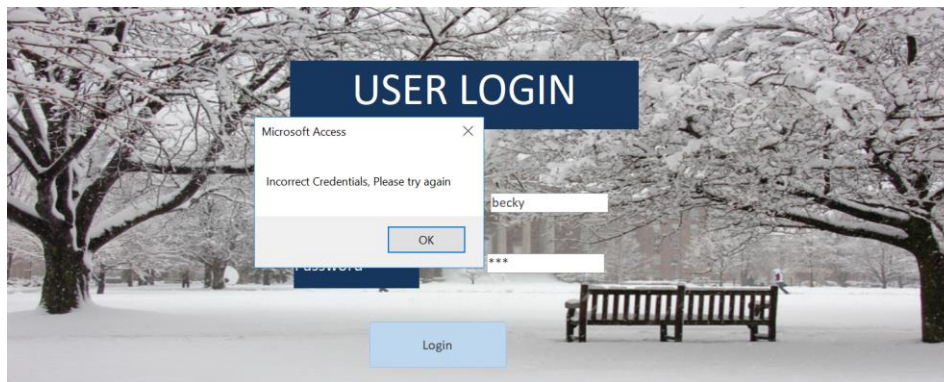 USER LOGIN
Microsoft Access
Incorrect Credentials, Please try again
becky
OK
Password
***
Login